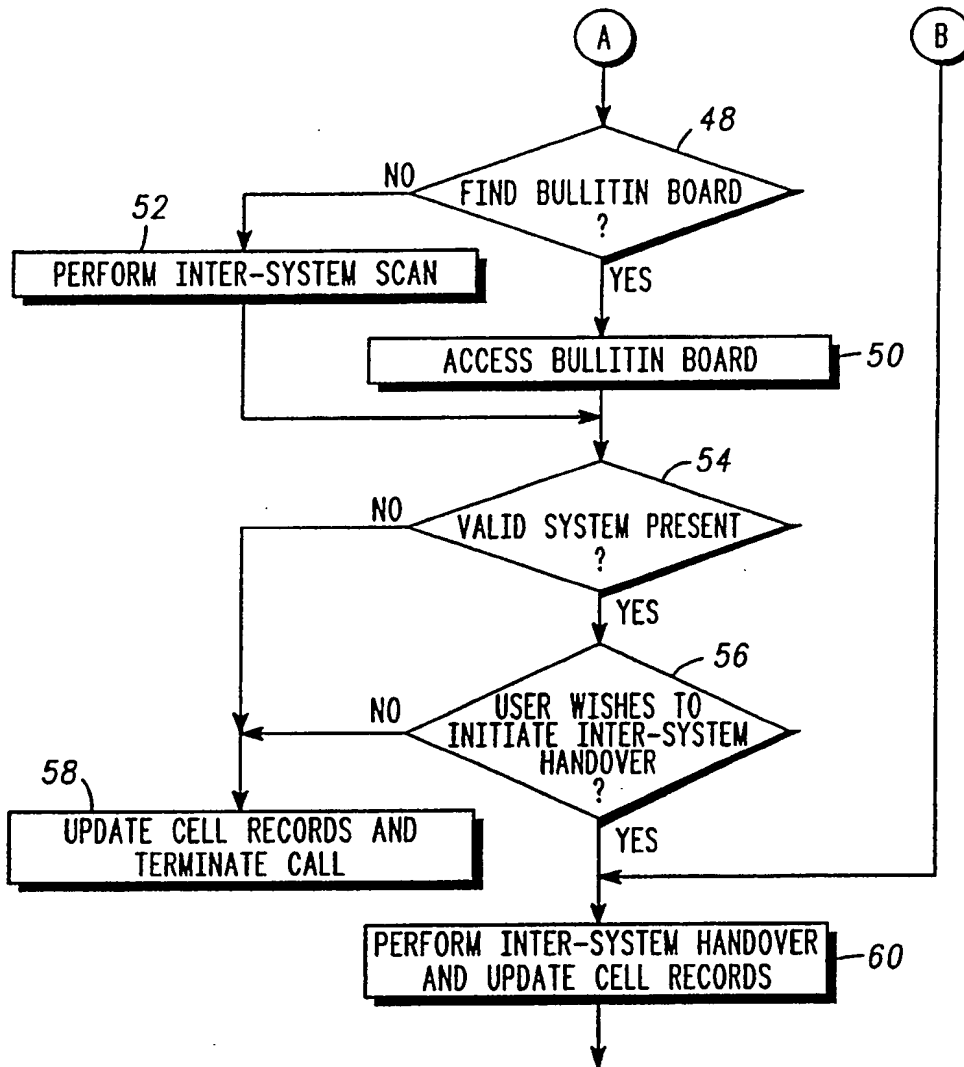 A
B
48
NO
FIND BULLITIN BOARD
?
52
YES
PERFORM INTER-SYSTEM SCAN
ACCESS BULLITIN BOARD
50
54
NO
VALID SYSTEM PRESENT
?
YES
56
NO
USER WISHES TO
INITIATE INTER-SYSTEM
HANDOVER
?
58
YES
UPDATE CELL RECORDS AND
TERMINATE CALL
PERFORM INTER-SYSTEM HANDOVER
AND UPDATE CELL RECORDS
60